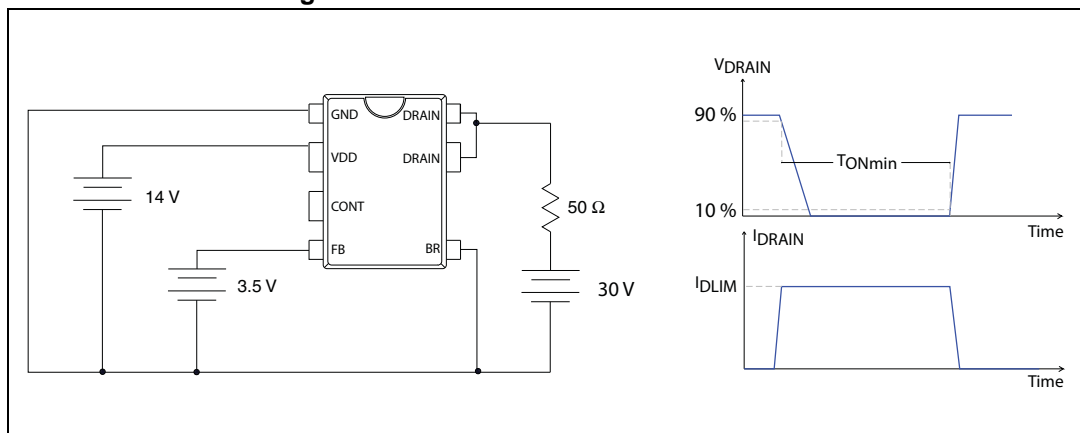 g
GND
DRAIN
VDD
DRAIN
CONT
FB
BR
14 V
3.5 V
50 Ω
30 V
VDRAIN
90 %
TONmin
10 %
Time
IDRAIN
IDLIM
Time